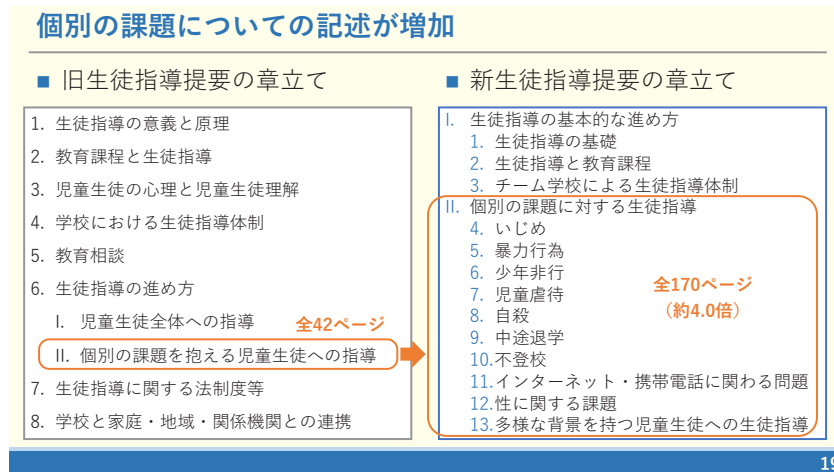 個別の課題についての記述が増加
■ 旧生徒指導提要の章立て
1. 生徒指導の意義と原理
2. 教育課程と生徒指導
3. 児童生徒の心理と児童生徒理解
4. 学校における生徒指導体制
5. 教育相談
6. 生徒指導の進め方
I. 児童生徒全体への指導
全42ページ
II. 個別の課題を抱える児童生徒への指導
7. 生徒指導に関する法制度等
8. 学校と家庭・地域・関係機関との連携
■ 新生徒指導提要の章立て
I. 生徒指導の基本的な進め方
1. 生徒指導の基礎
2. 生徒指導と教育課程
3. チーム学校による生徒指導体制
II. 個別の課題に対する生徒指導
4. いじめ
5. 暴力行為
6. 少年非行
7. 児童虐待
8. 自殺
9. 中途退学
10.不登校
11.インターネット・携帯電話に関わる問題
12.性に関する課題
13.多様な背景を持つ児童生徒への生徒指導
全170ページ
（約4.0倍）